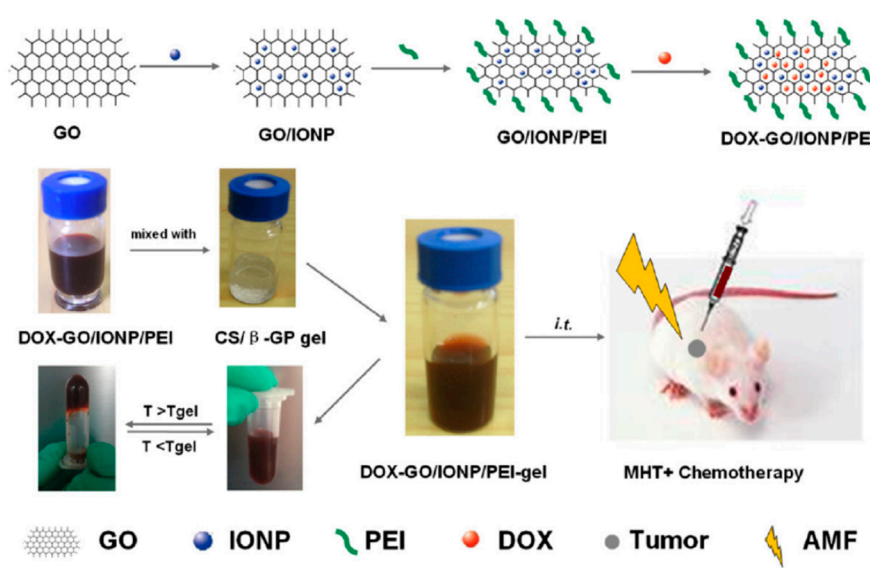 GO
GO/IONP
GO/IONP/PEI
DOX-GO/IONP/PEI
mixed with
DOX-GO/IONP/PEI
CS/β-GP gel
i.t.
T >Tgel
T <Tgel
DOX-GO/IONP/PEI-gel
MHT+ Chemotherapy
GO
IONP
PEI
DOX
Tumor
AMF